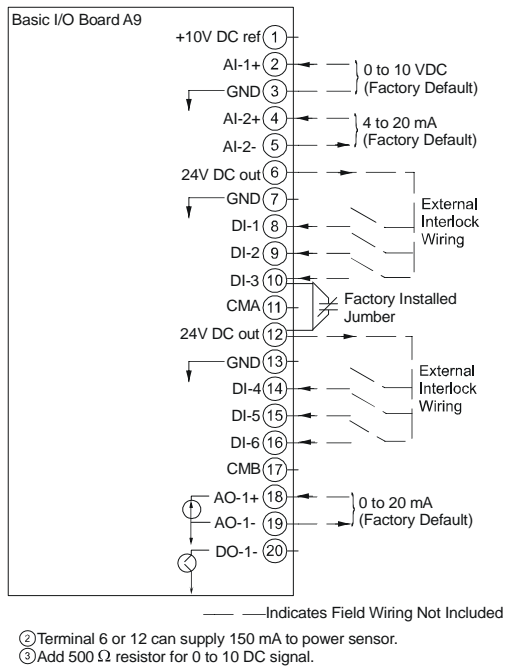 Basic I/O Board A9
+10V DC ref 1
AI-1+ 2
0 to 10 VDC
GND 3
(Factory Default)
AI-2+ 4
4 to 20 mA
(Factory Default)
AI-2- 5
24V DC out 6
GND 7
External
Interlock
Wiring
DI-1 8
DI-2 9
DI-3 10
CMA 11
Factory Installed
Jumber
24V DC out 12
GND 13
External
Interlock
Wiring
DI-4 14
DI-5 15
DI-6 16
CMB 17
AO-1+ 18
0 to 20 mA
(Factory Default)
AO-1- 19
DO-1- 20
Indicates Field Wiring Not Included
② Terminal 6 or 12 can supply 150 mA to power sensor.
③ Add 500 Ω resistor for 0 to 10 DC signal.